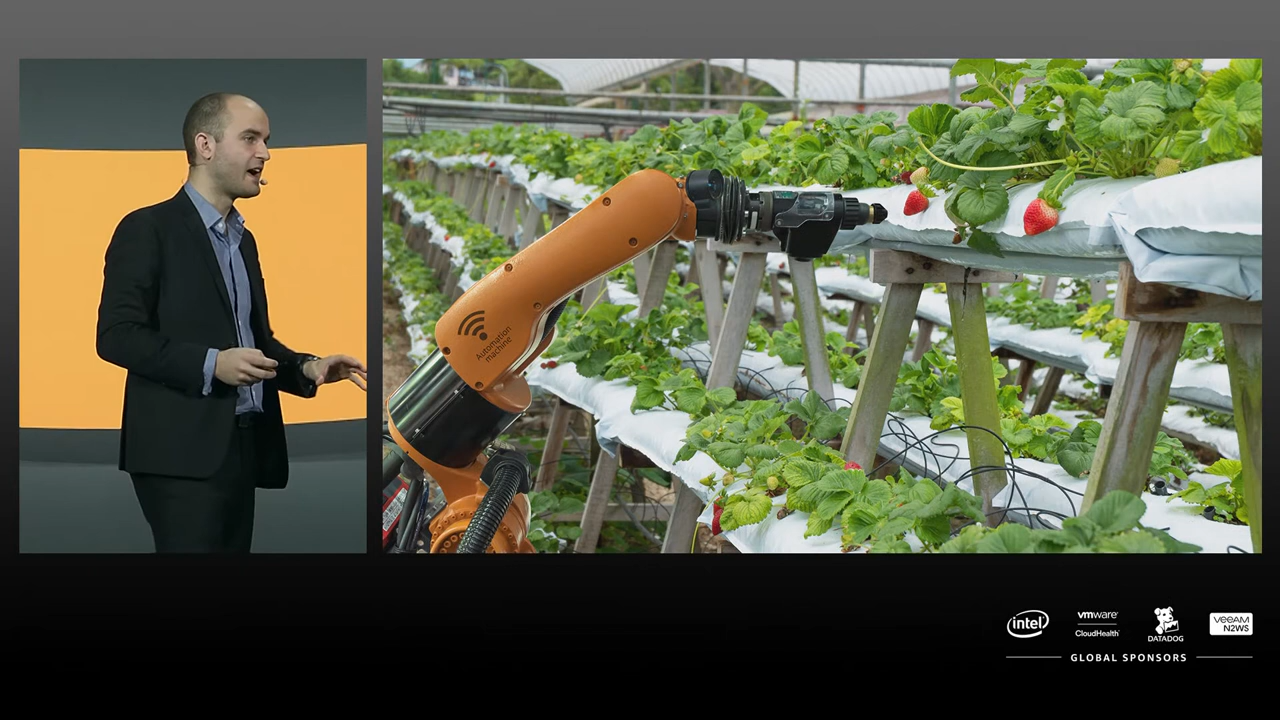 Automation
machine
intel
vmware
CloudHealth
DATADOG
VEEAM
N2WS
GLOBAL SPONSORS